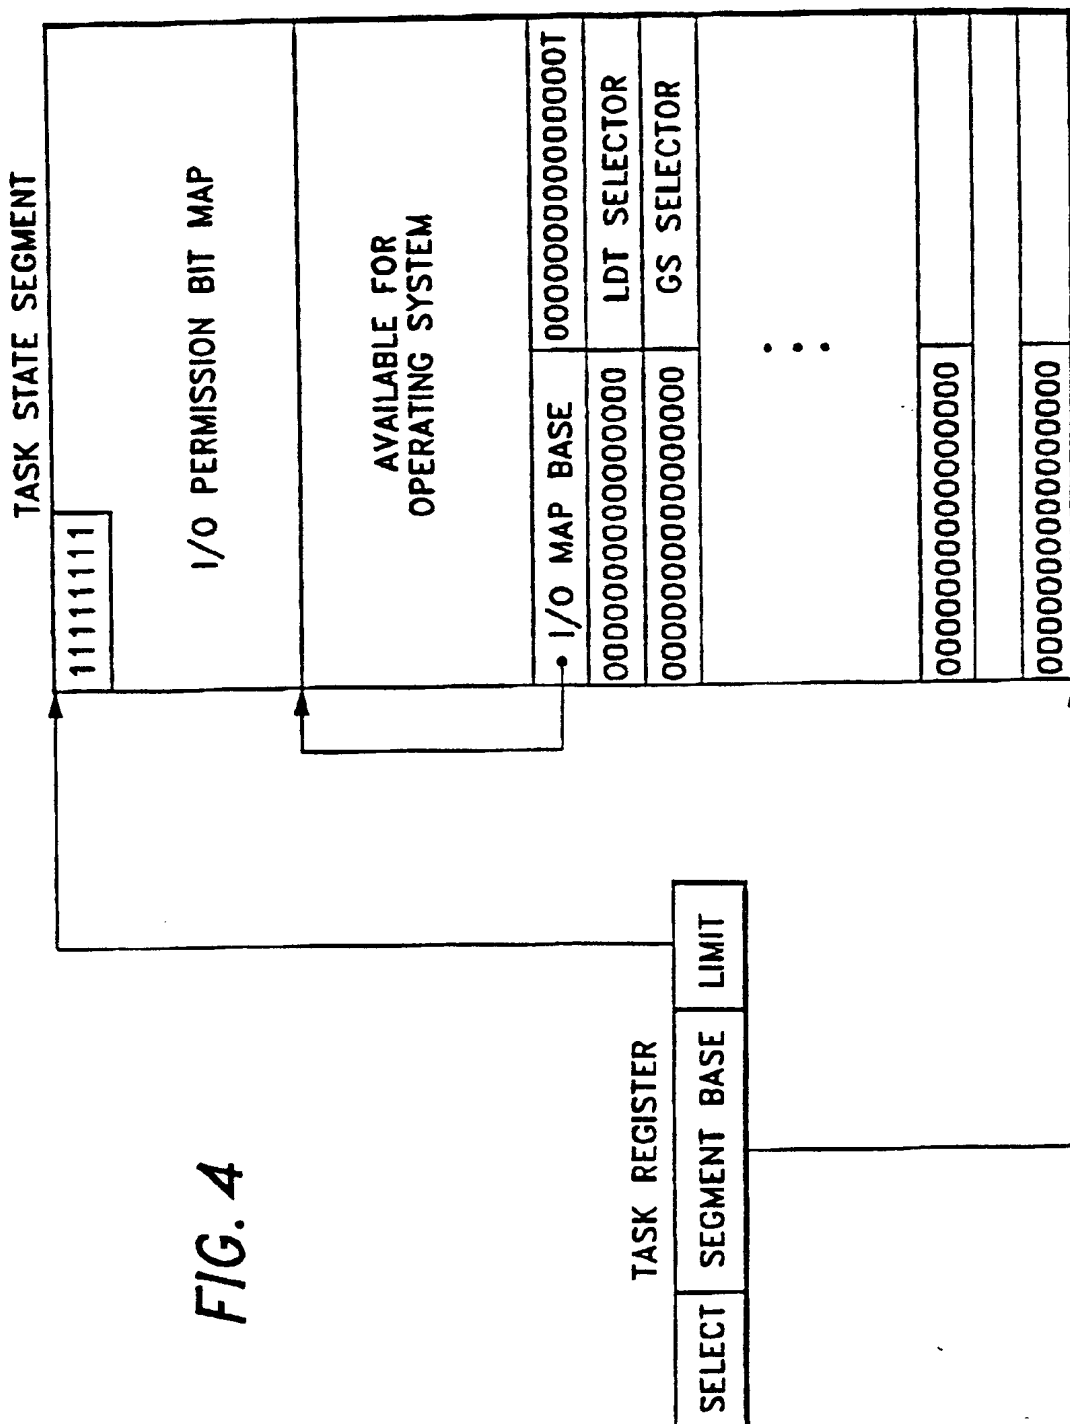 FIG. 4
TASK STATE SEGMENT
11111111
I/O PERMISSION BIT MAP
AVAILABLE FOR
OPERATING SYSTEM
I/O MAP BASE 000000000000000T
0000000000000000 LDT SELECTOR
0000000000000000 GS SELECTOR
...
0000000000000000
0000000000000000
TASK REGISTER
SELECT SEGMENT BASE LIMIT